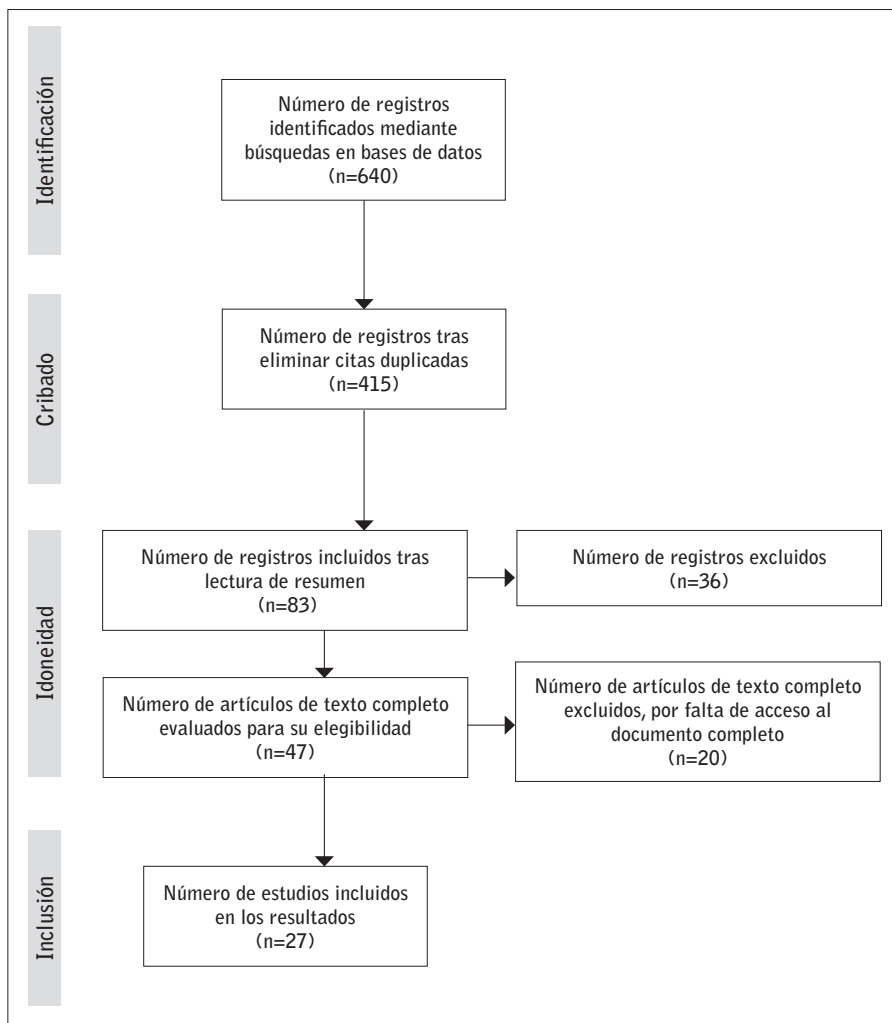 Identificación
Número de registros
identificados mediante
búsquedas en bases de datos
(n=640)
Cribado
Número de registros tras
eliminar citas duplicadas
(n=415)
Idoneidad
Número de registros incluidos tras
lectura de resumen
(n=83)
Número de registros excluidos
(n=36)
Número de artículos de texto completo
evaluados para su elegibilidad
(n=47)
Número de artículos de texto completo
excluidos, por falta de acceso al
documento completo
(n=20)
Inclusión
Número de estudios incluidos
en los resultados
(n=27)